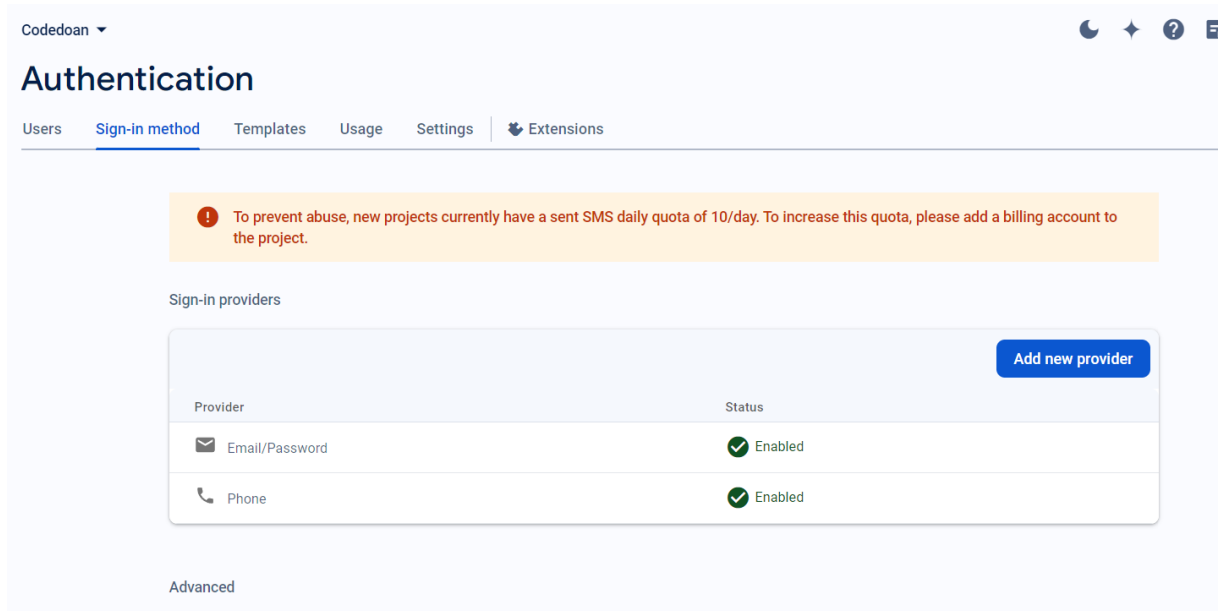 Codedoan
Authentication
Users Sign-in method Templates Usage Settings Extensions
To prevent abuse, new projects currently have a sent SMS daily quota of 10/day. To increase this quota, please add a billing account to
the project.
Sign-in providers
Add new provider
Provider Status
Email/Password Enabled
Phone Enabled
Advanced